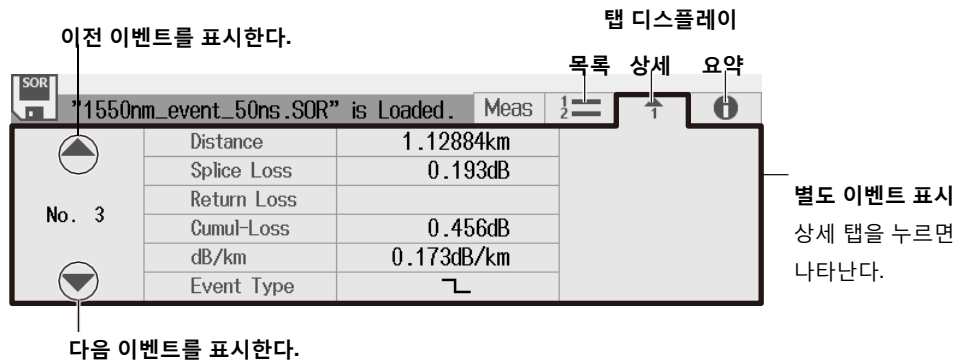 탭 디스플레이
이전 이벤트를 표시한다.
목록 상세 요약
SOR
"1550nm_event_50ns.SOR" is Loaded. Meas 1 2 1
Distance 1.12884km
Splice Loss 0.193dB
Return Loss
No. 3
Cumul-Loss 0.456dB
dB/km 0.173dB/km
Event Type
별도 이벤트 표시
상세 탭을 누르면
나타난다.
다음 이벤트를 표시한다.